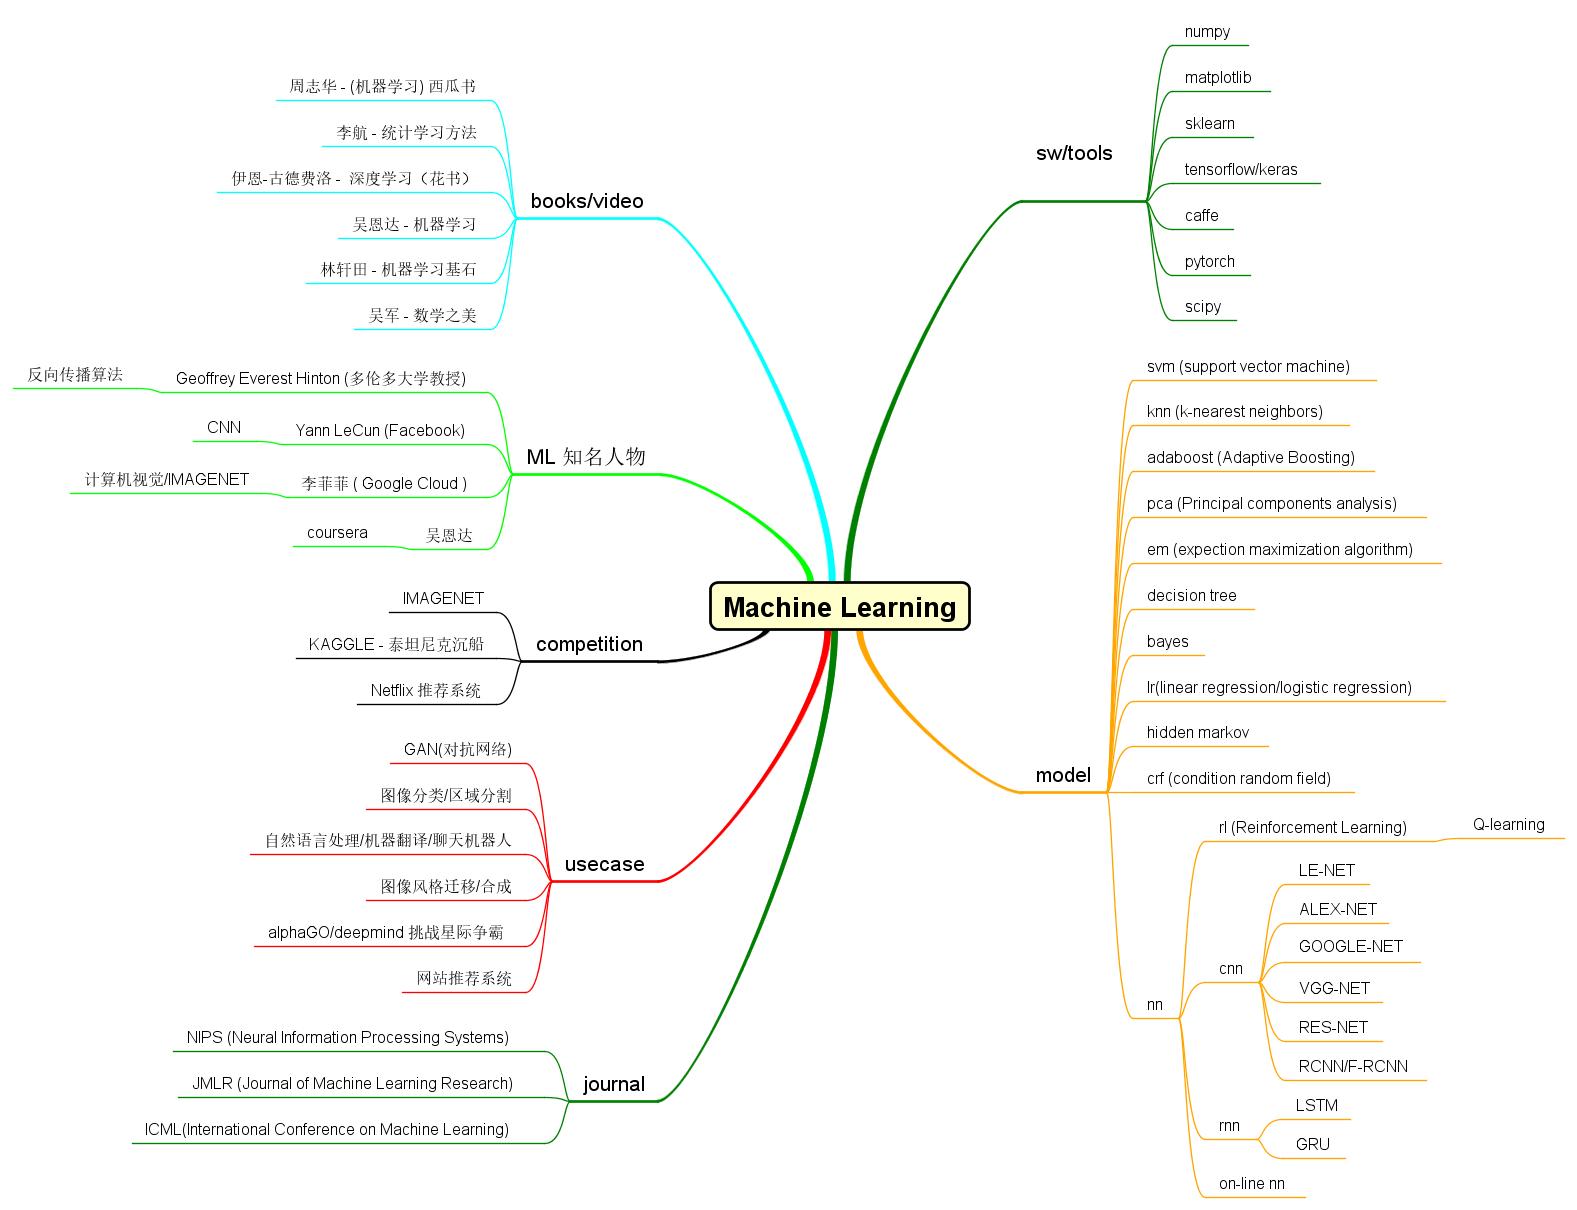 Machine Learning
books/video
周志华 - (机器学习) 西瓜书
李航 - 统计学习方法
伊恩-古德费洛 - 深度学习（花书）
吴恩达 - 机器学习
林轩田 - 机器学习基石
吴军 - 数学之美
ML 知名人物
Geoffrey Everest Hinton (多伦多大学教授)
反向传播算法
Yann LeCun (Facebook)
CNN
李菲菲 ( Google Cloud )
计算机视觉/IMAGENET
吴恩达
coursera
competition
IMAGENET
KAGGLE - 泰坦尼克沉船
Netflix 推荐系统
usecase
GAN(对抗网络)
图像分类/区域分割
自然语言处理/机器翻译/聊天机器人
图像风格迁移/合成
alphaGO/deepmind 挑战星际争霸
网站推荐系统
journal
NIPS (Neural Information Processing Systems)
JMLR (Journal of Machine Learning Research)
ICML(International Conference on Machine Learning)
sw/tools
numpy
matplotlib
sklearn
tensorflow/keras
caffe
pytorch
scipy
model
svm (support vector machine)
knn (k-nearest neighbors)
adaboost (Adaptive Boosting)
pca (Principal components analysis)
em (expection maximization algorithm)
decision tree
bayes
lr(linear regression/logistic regression)
hidden markov
crf (condition random field)
nn
rl (Reinforcement Learning)
Q-learning
cnn
LE-NET
ALEX-NET
GOOGLE-NET
VGG-NET
RES-NET
RCNN/F-RCNN
rnn
LSTM
GRU
on-line nn